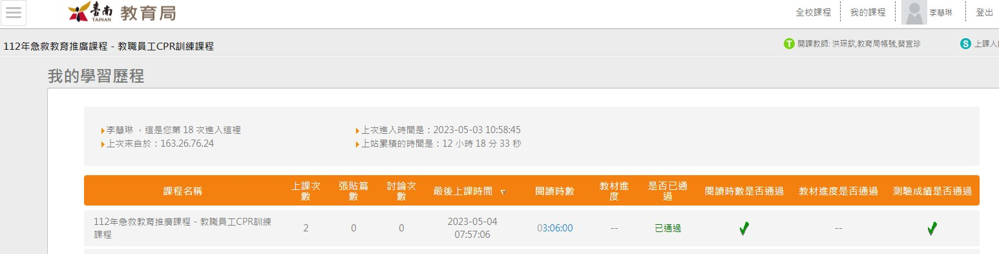 臺南 TAINAN 教育局
全校課程 我的課程 李慧琳 登出
112年急救教育推廣課程 - 教職員工CPR訓練課程
T 開課教師: 洪琮欽,教育局帳號,蔡宜珍
S 上課人
我的學習歷程
李慧琳 ，這是您第 18 次進入這裡
上次進入時間是：2023-05-03 10:58:45
上次來自於：163.26.76.24
上站累積的時間是：12 小時 18 分 33 秒
課程名稱 上課次數 張貼篇數 討論次數 最後上課時間 閱讀時數 教材進度 是否已通過 閱讀時數是否通過 教材進度是否通過 測驗成績是否通過
112年急救教育推廣課程 - 教職員工CPR訓練
課程
2 0 0
2023-05-04
07:57:06
03:06:00 -- 已通過 --